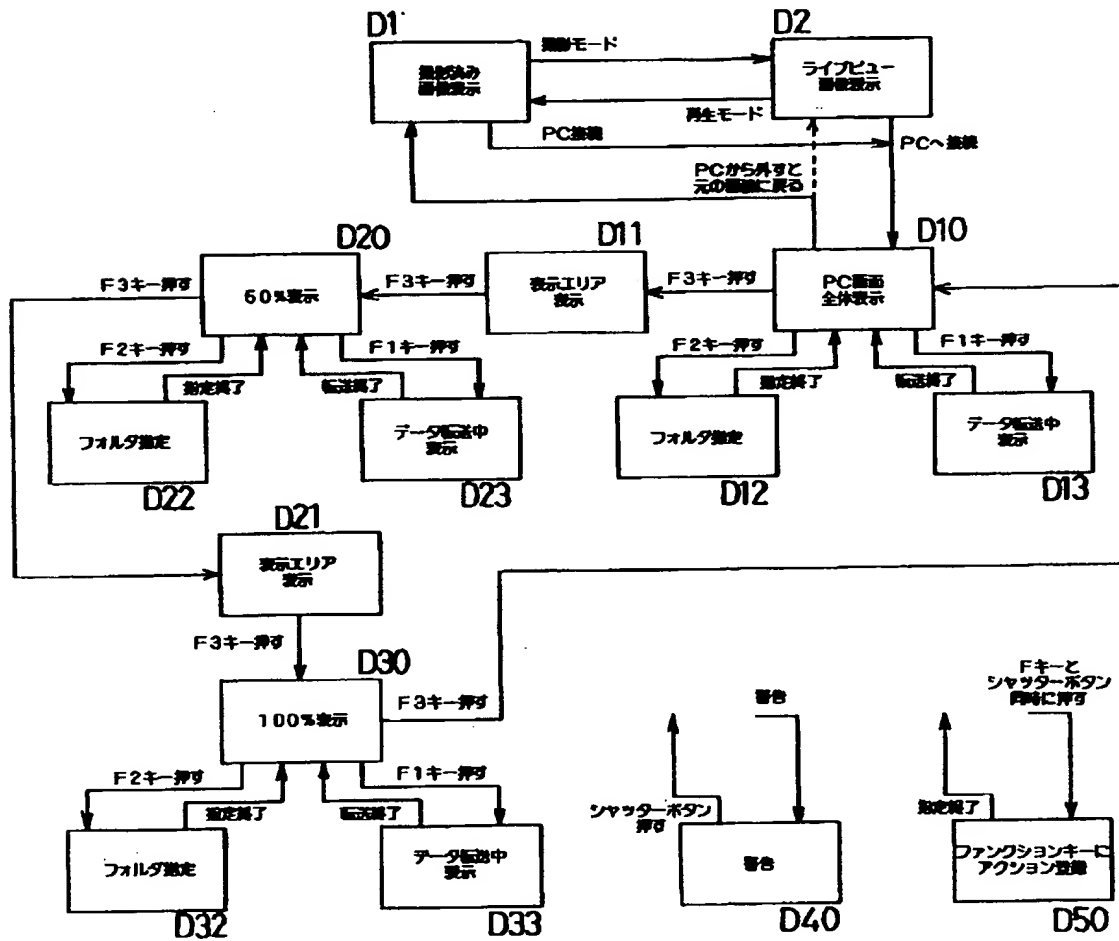 D1
D2
撮影モード
撮影済み
画像表示
ライブビュー
画像表示
再生モード
PC接続
PCへ接続
PCから外すと
元の画像に戻る
D20
D11
D10
F3キー押す
60%表示
F3キー押す
表示エリア
表示
F3キー押す
PC画面
全体表示
F2キー押す
F1キー押す
F2キー押す
F1キー押す
指定終了
転送終了
指定終了
転送終了
フォルダ指定
データ転送中
表示
フォルダ指定
データ転送中
表示
D22
D23
D12
D13
D21
表示エリア
表示
F3キー押す
D30
100%表示
F3キー押す
警告
Fキーと
シャッターボタン
同時に押す
F2キー押す
F1キー押す
指定終了
転送終了
シャッターボタン
押す
指定終了
フォルダ指定
データ転送中
表示
警告
ファンクションキーに
アクション登録
D32
D33
D40
D50